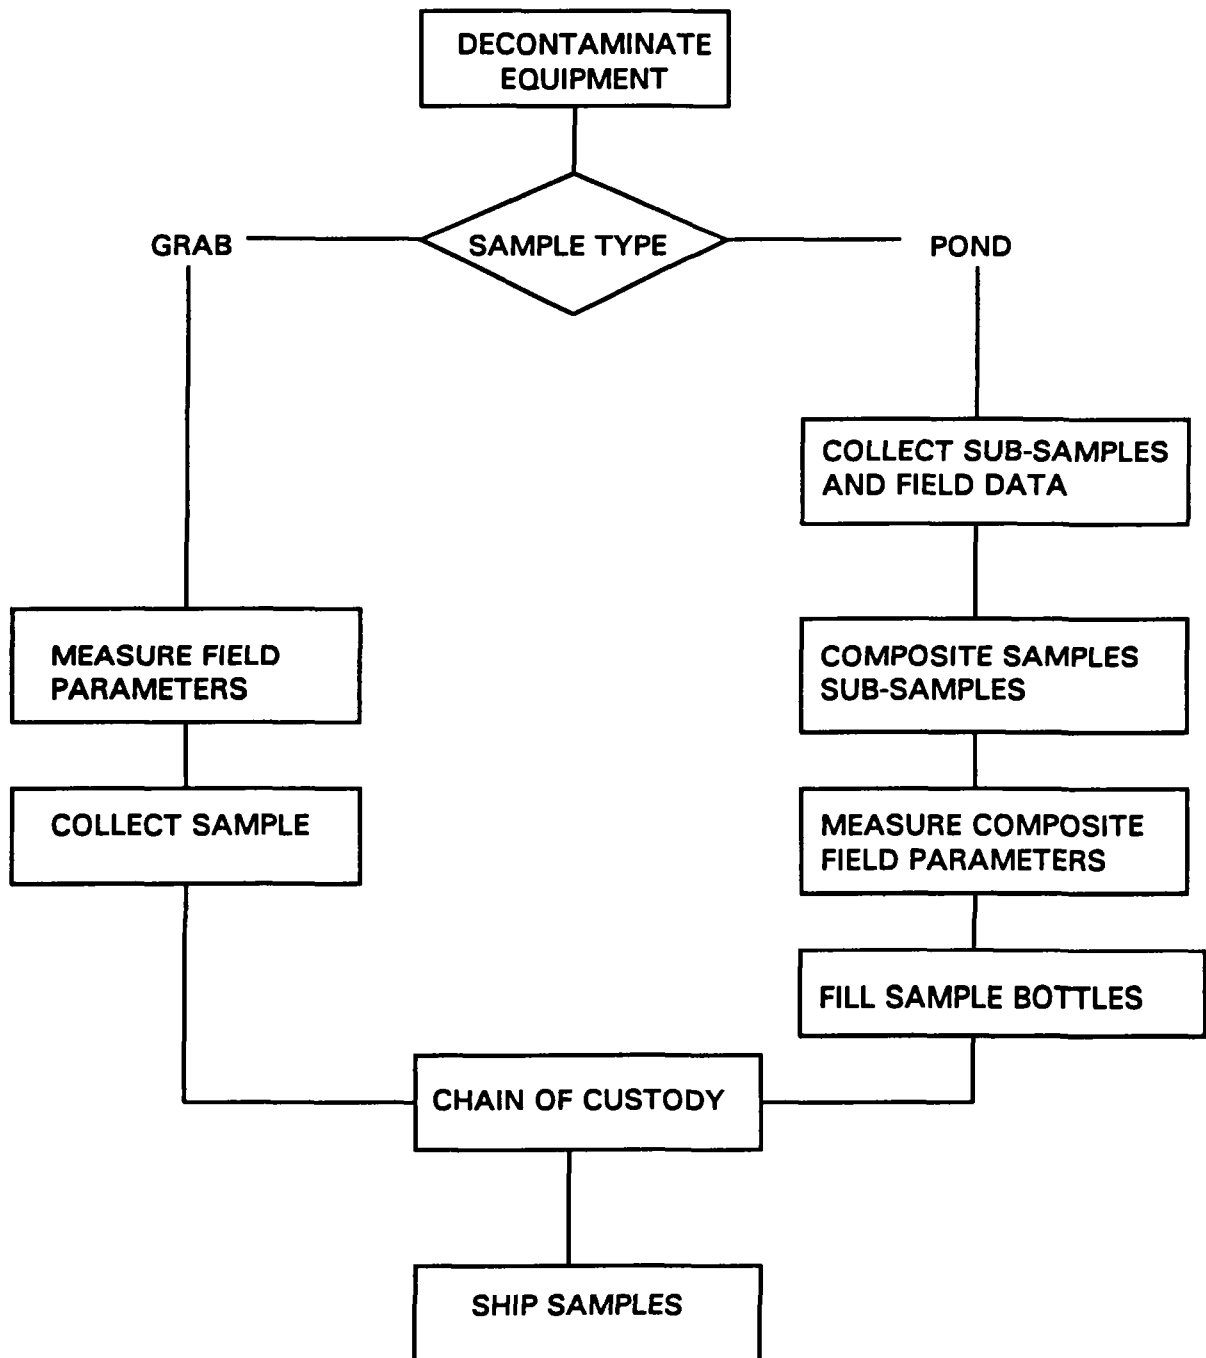 DECONTAMINATE
EQUIPMENT
GRAB
SAMPLE TYPE
POND
COLLECT SUB-SAMPLES
AND FIELD DATA
MEASURE FIELD
PARAMETERS
COMPOSITE SAMPLES
SUB-SAMPLES
COLLECT SAMPLE
MEASURE COMPOSITE
FIELD PARAMETERS
FILL SAMPLE BOTTLES
CHAIN OF CUSTODY
SHIP SAMPLES